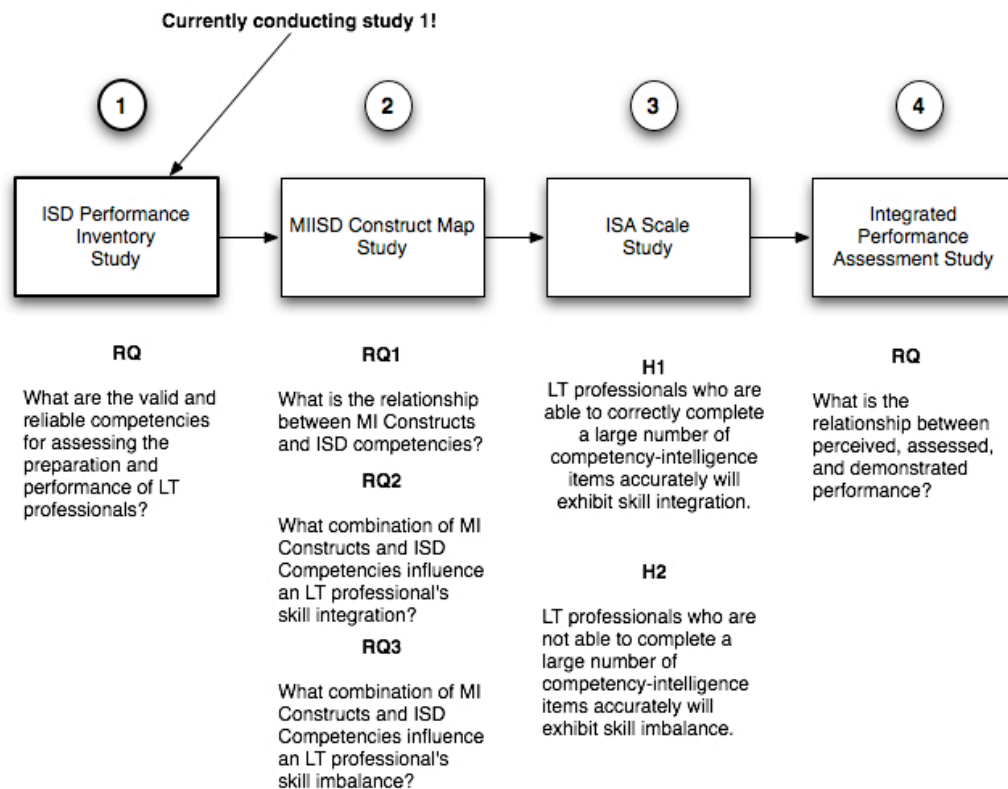 Currently conducting study 1!
1
2
3
4
ISD Performance
Inventory
Study
MIISD Construct Map
Study
ISA Scale
Study
Integrated
Performance
Assessment Study
RQ
What are the valid and
reliable competencies
for assessing the
preparation and
performance of LT
professionals?
RQ1
What is the relationship
between MI Constructs
and ISD competencies?
RQ2
What combination of MI
Constructs and ISD
Competencies influence
an LT professional's
skill integration?
RQ3
What combination of MI
Constructs and ISD
Competencies influence
an LT professional's
skill imbalance?
H1
LT professionals who are
able to correctly complete
a large number of
competency-intelligence
items accurately will
exhibit skill integration.
H2
LT professionals who are
not able to complete a
large number of
competency-intelligence
items accurately will
exhibit skill imbalance.
RQ
What is the
relationship between
perceived, assessed,
and demonstrated
performance?